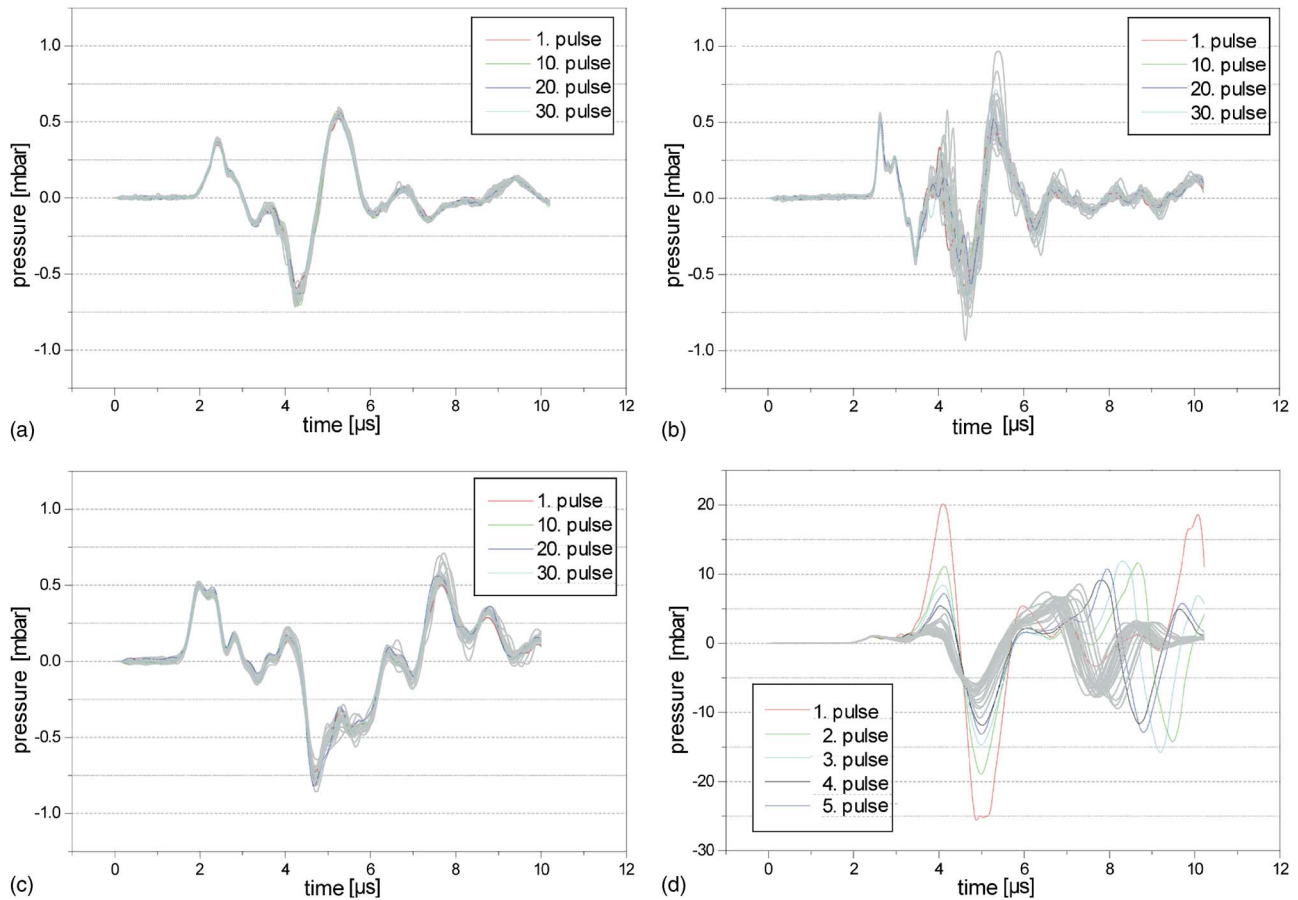 1. pulse
10. pulse
20. pulse
30. pulse
1.0
0.5
0.0
-0.5
-1.0
pressure [mbar]
0 2 4 6 8 10 12
time [µs]
(a)
1. pulse
10. pulse
20. pulse
30. pulse
1.0
0.5
0.0
-0.5
-1.0
pressure [mbar]
0 2 4 6 8 10 12
time [µs]
(b)
1. pulse
10. pulse
20. pulse
30. pulse
1.0
0.5
0.0
-0.5
-1.0
pressure [mbar]
0 2 4 6 8 10 12
time [µs]
(c)
20
10
0
-10
-20
-30
pressure [mbar]
1. pulse
2. pulse
3. pulse
4. pulse
5. pulse
0 2 4 6 8 10 12
time [µs]
(d)